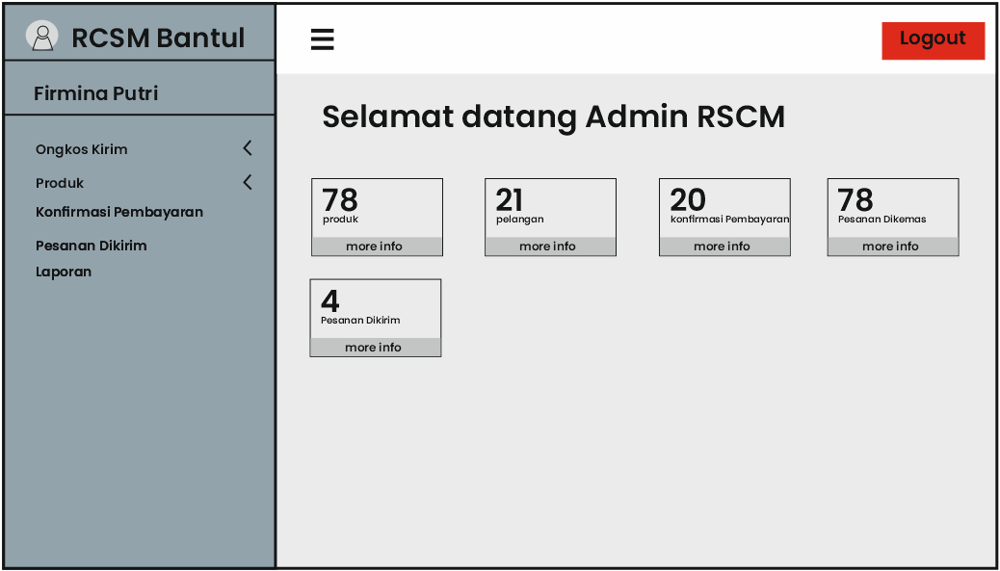 RCSM Bantul
Logout
Firmina Putri
Selamat datang Admin RSCM
Ongkos Kirim
Produk
Konfirmasi Pembayaran
Pesanan Dikirim
Laporan
78
produk
more info
21
pelangan
more info
20
konfirmasi Pembayaran
more info
78
Pesanan Dikemas
more info
4
Pesanan Dikirim
more info